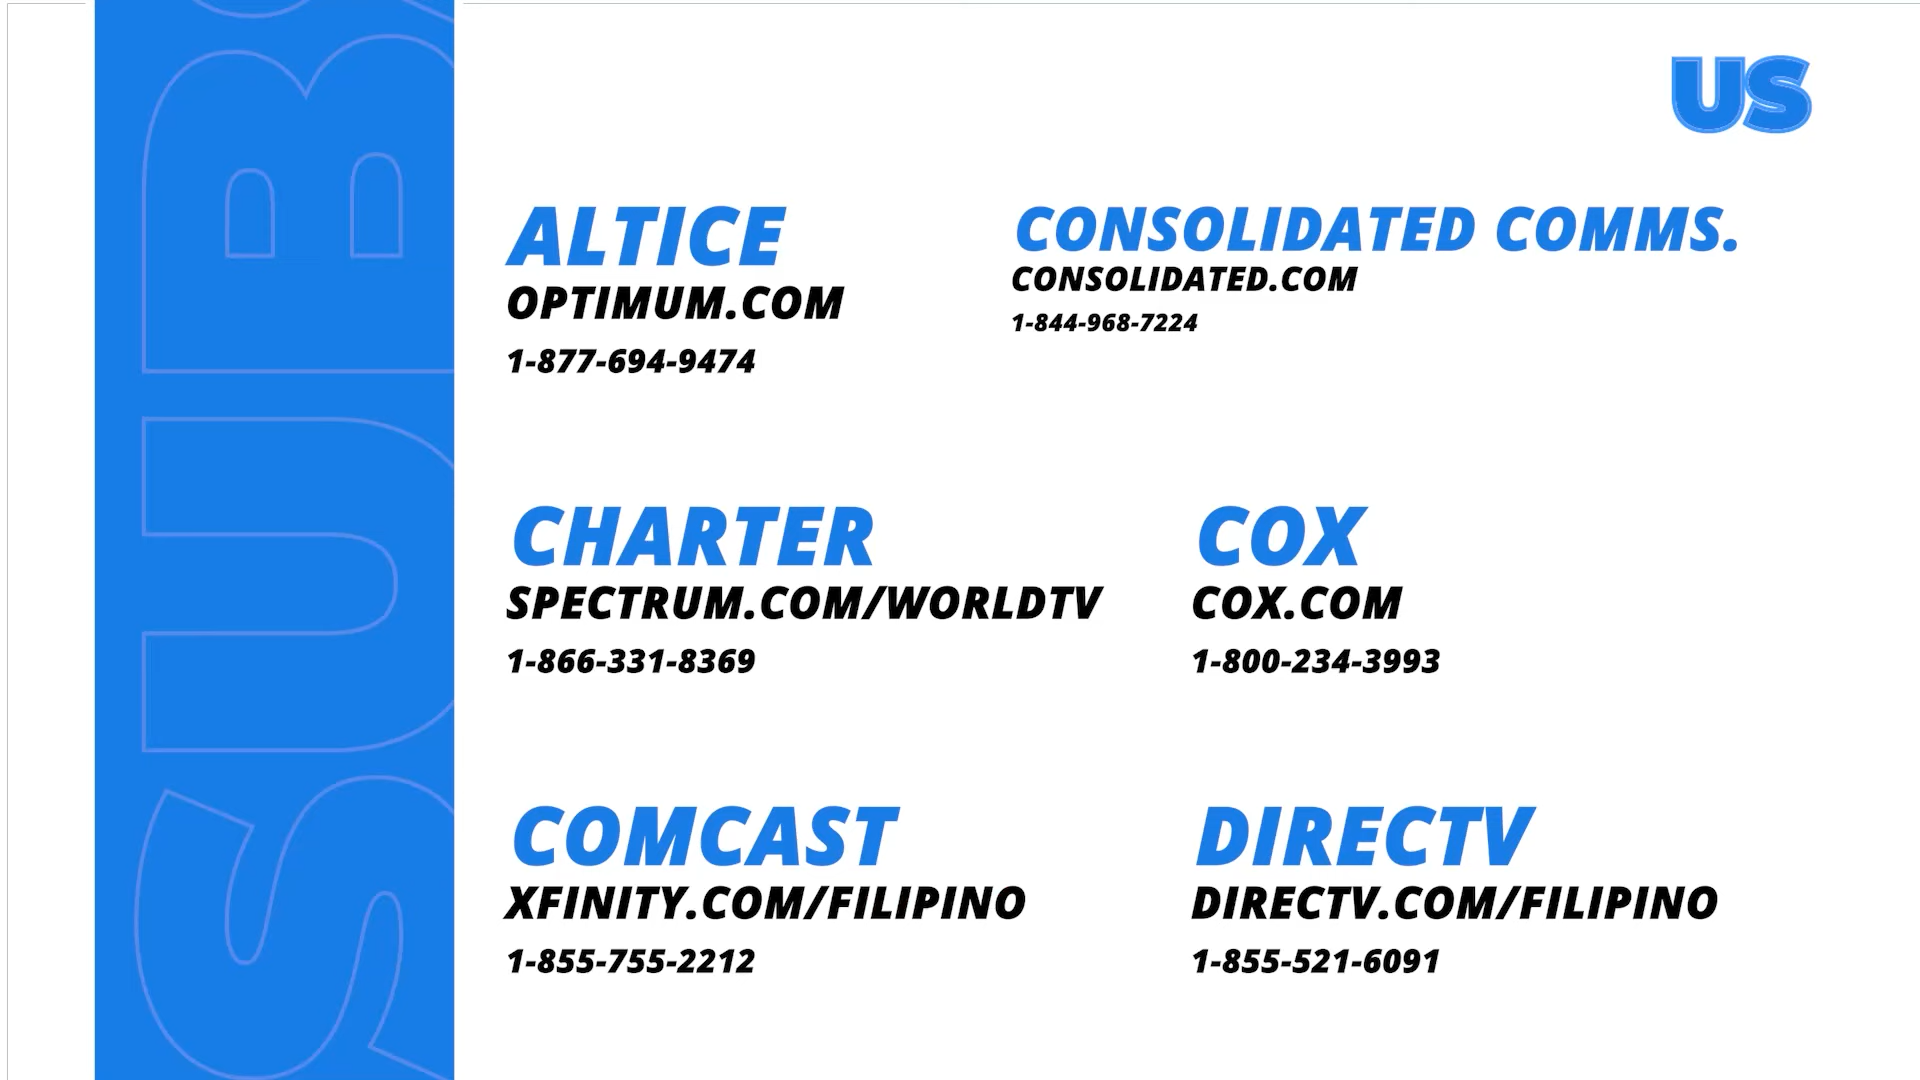 US
ALTICE
OPTIMUM.COM
1-877-694-9474
CONSOLIDATED COMMS.
CONSOLIDATED.COM
1-844-968-7224
CHARTER
SPECTRUM.COM/WORLDTV
1-866-331-8369
COX
COX.COM
1-800-234-3993
COMCAST
XFINITY.COM/FILIPINO
1-855-755-2212
DIRECTV
DIRECTV.COM/FILIPINO
1-855-521-6091
SUB